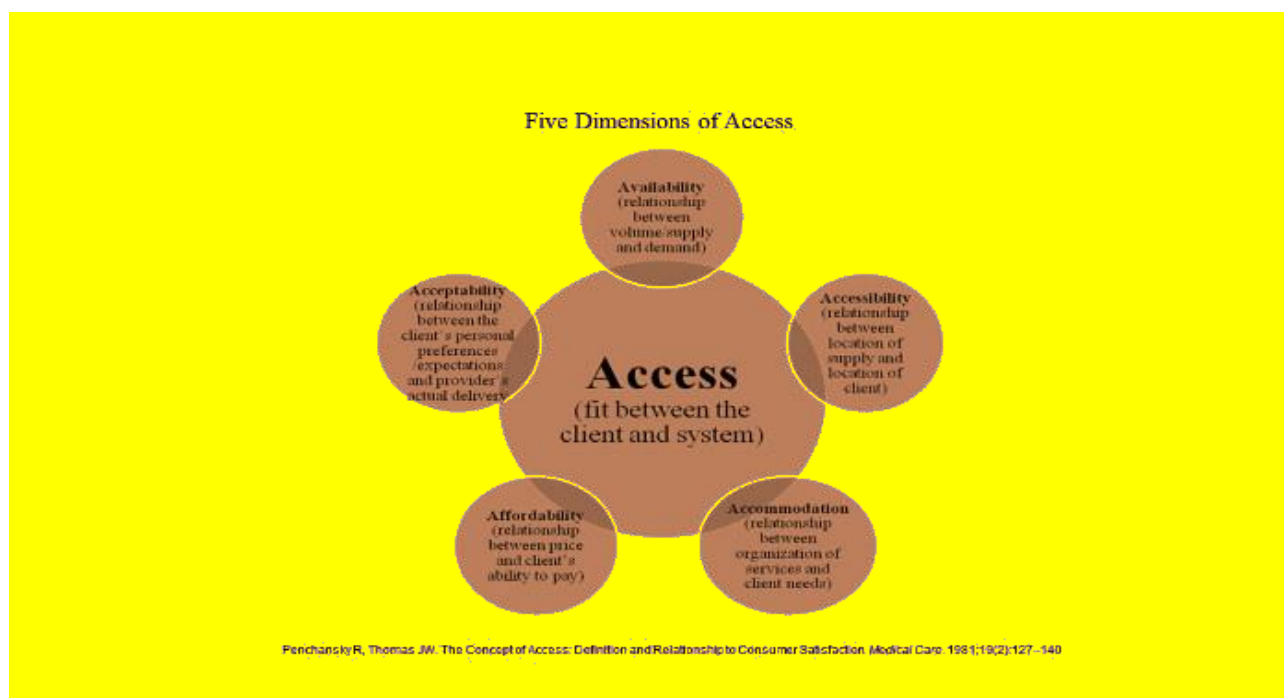 Five Dimensions of Access
Availability
(relationship
between
volume/supply
and demand)
Acceptability
(relationship
between the
client's personal
preferences
/expectations
and provider's
actual delivery
Accessibility
(relationship
between
location of
supply and
location of
client)
Access
(fit between the
client and system)
Affordability
(relationship
between price
and client's
ability to pay)
Accommodation
(relationship
between
organization of
services and
client needs)
Penchansky R, Thomas JW. The Concept of Access: Definition and Relationship to Consumer Satisfaction. Medical Care. 1981;19(2):127–140